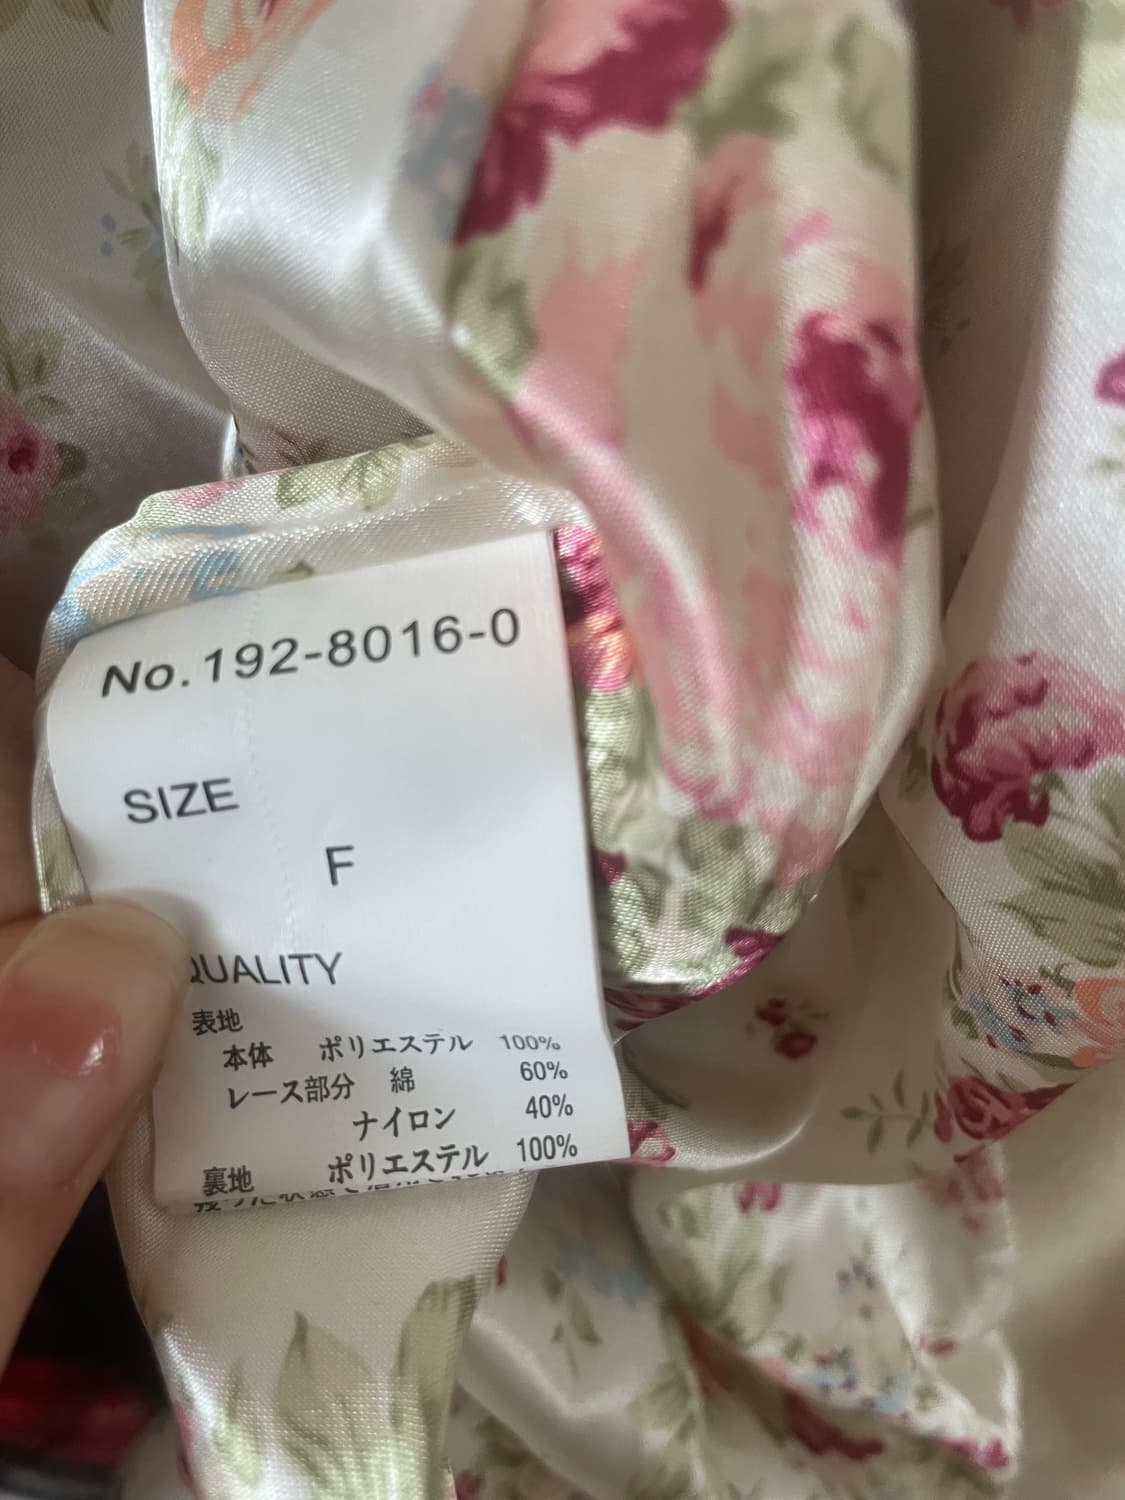 No.192-8016-0
SIZE
F
QUALITY
表地
本体 ポリエステル 100%
レース部分 綿 60%
ナイロン 40%
裏地 ポリエステル 100%